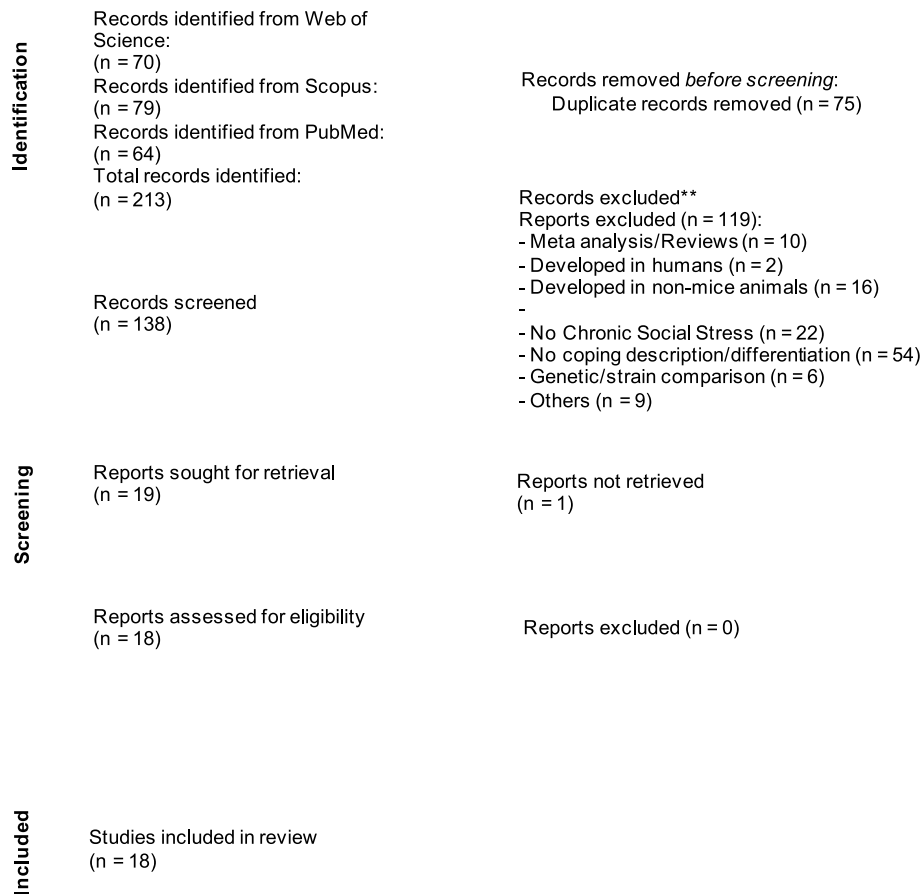 Identification
Records identified from Web of
Science:
(n = 70)
Records identified from Scopus:
(n = 79)
Records identified from PubMed:
(n = 64)
Total records identified:
(n = 213)
Records removed before screening:
Duplicate records removed (n = 75)
Records screened
(n = 138)
Records excluded**
Reports excluded (n = 119):
- Meta analysis/Reviews (n = 10)
- Developed in humans (n = 2)
- Developed in non-mice animals (n = 16)
-
- No Chronic Social Stress (n = 22)
- No coping description/differentiation (n = 54)
- Genetic/strain comparison (n = 6)
- Others (n = 9)
Screening
Reports sought for retrieval
(n = 19)
Reports not retrieved
(n = 1)
Reports assessed for eligibility
(n = 18)
Reports excluded (n = 0)
Included
Studies included in review
(n = 18)